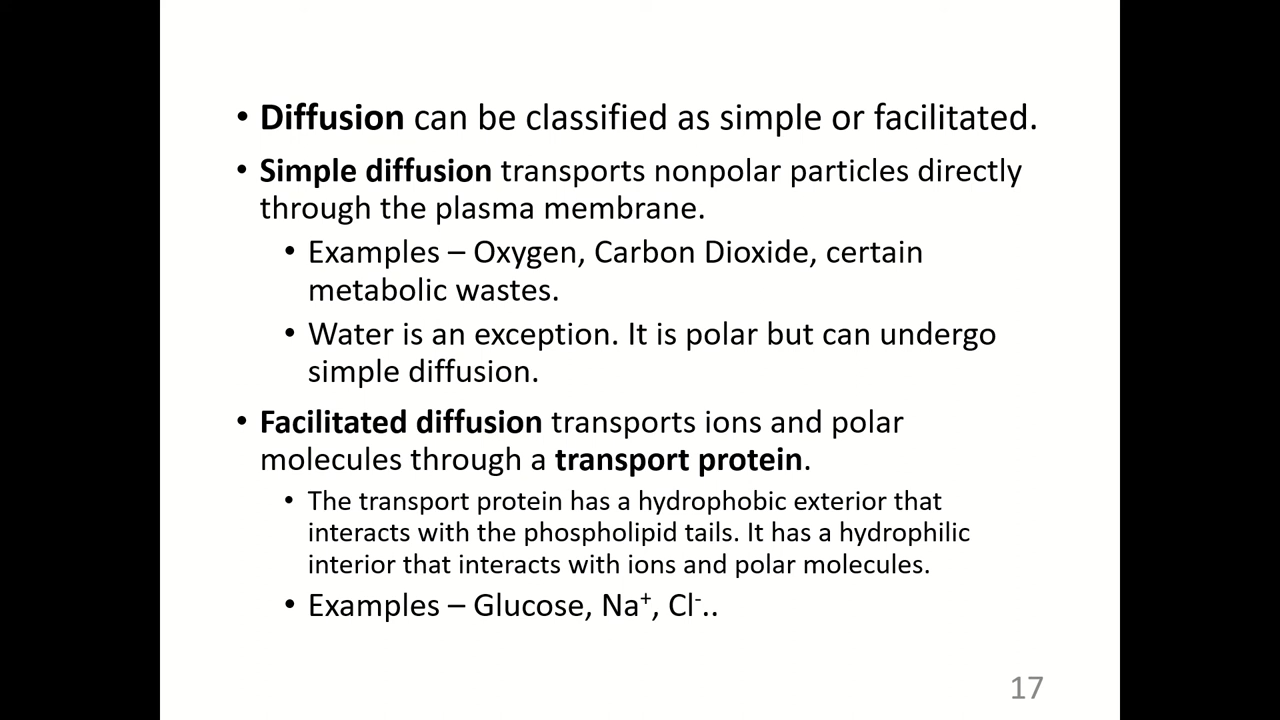 • Diffusion can be classified as simple or facilitated.
• Simple diffusion transports nonpolar particles directly
through the plasma membrane.
• Examples – Oxygen, Carbon Dioxide, certain
metabolic wastes.
• Water is an exception. It is polar but can undergo
simple diffusion.
• Facilitated diffusion transports ions and polar
molecules through a transport protein.
• The transport protein has a hydrophobic exterior that
interacts with the phospholipid tails. It has a hydrophilic
interior that interacts with ions and polar molecules.
• Examples – Glucose, Na⁺, Cl⁻..
17